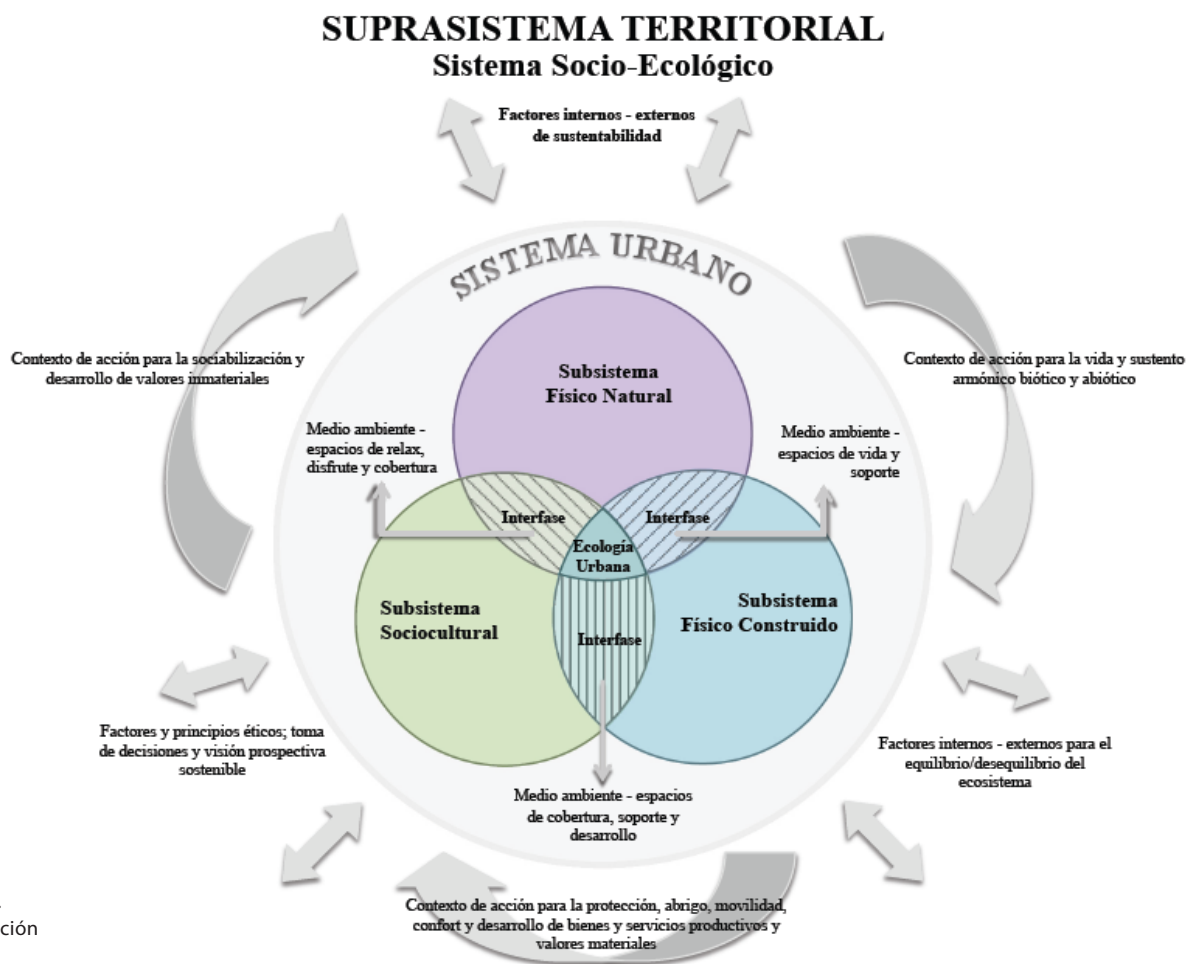 SUPRASISTEMA TERRITORIAL
Sistema Socio-Ecológico
Factores internos - externos
de sustentabilidad
SISTEMA URBANO
Contexto de acción para la sociabilización y
desarrollo de valores inmateriales
Contexto de acción para la vida y sustento
armónico biótico y abiótico
Subsistema
Físico Natural
Medio ambiente -
espacios de relax,
disfrute y cobertura
Medio ambiente -
espacios de vida y
soporte
Interfase
Interfase
Ecología
Urbana
Subsistema
Sociocultural
Subsistema
Físico Construido
Interfase
Factores y principios éticos; toma
de decisiones y visión prospectiva
sostenible
Factores internos - externos para el
equilibrio/desequilibrio del
ecosistema
Medio ambiente - espacios
de cobertura, soporte y
desarrollo
Contexto de acción para la protección, abrigo, movilidad,
confort y desarrollo de bienes y servicios productivos y
valores materiales
ción